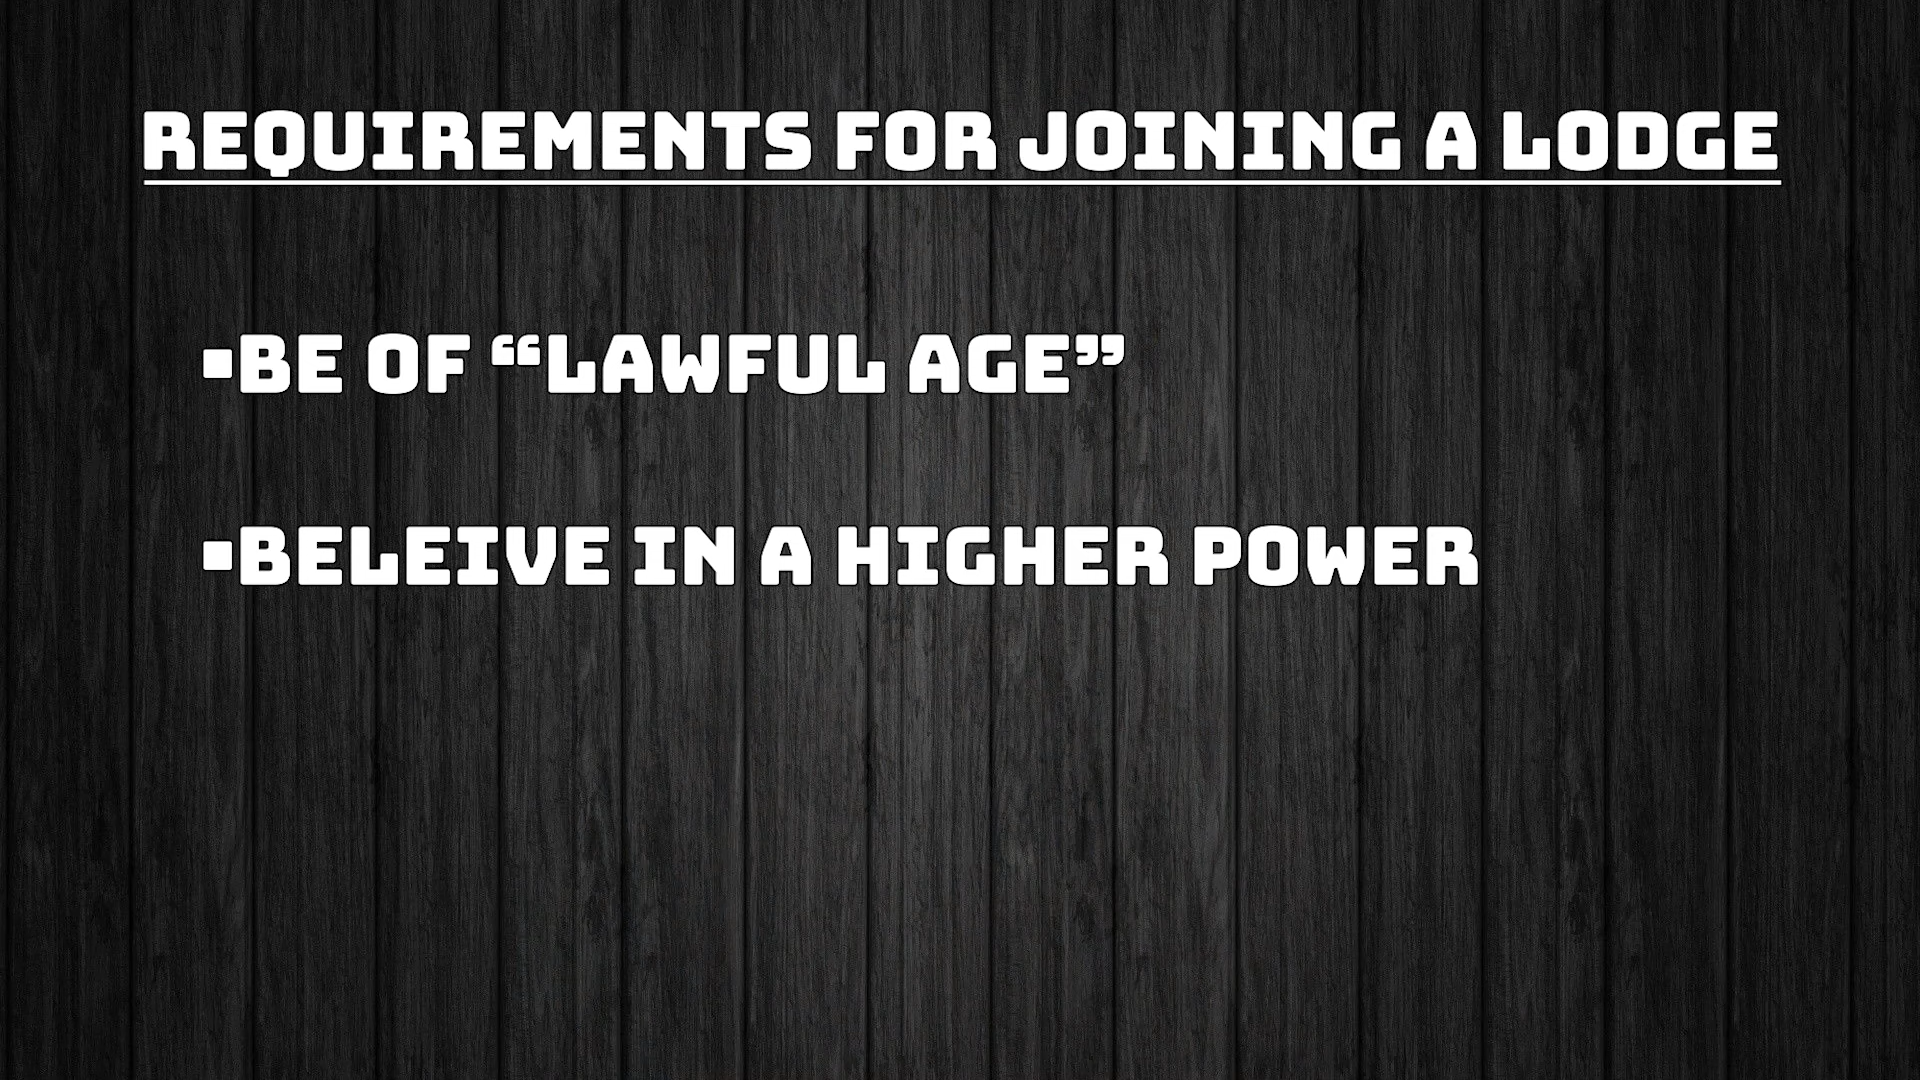 REQUIREMENTS FOR JOINING A LODGE
▪BE OF “LAWFUL AGE”
▪BELEIVE IN A HIGHER POWER